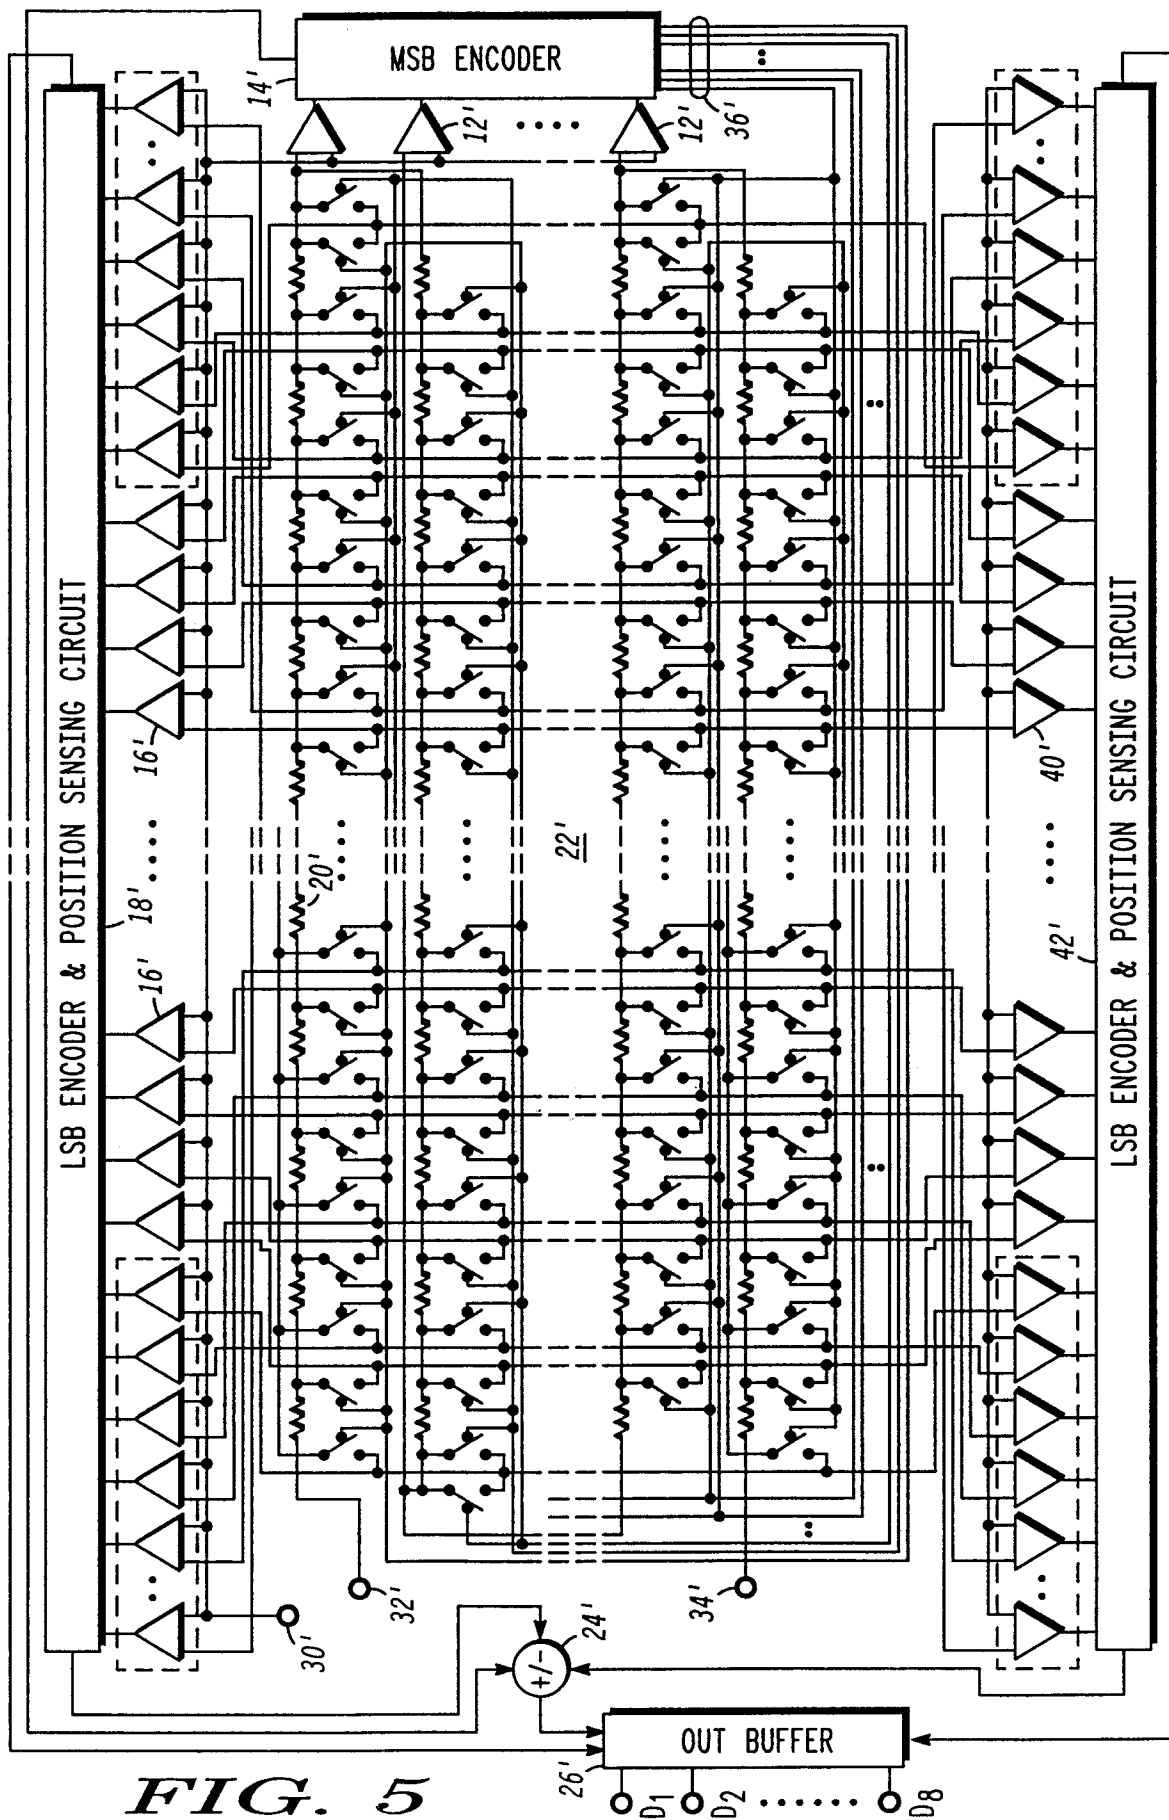 MSB ENCODER
14'
12'
12'
36'
LSB ENCODER & POSITION SENSING CIRCUIT
18'
16'
16'
20'
22'
40'
42'
LSB ENCODER & POSITION SENSING CIRCUIT
30'
32'
34'
+/-
24'
OUT BUFFER
26'
D1
D2
D8
FIG. 5